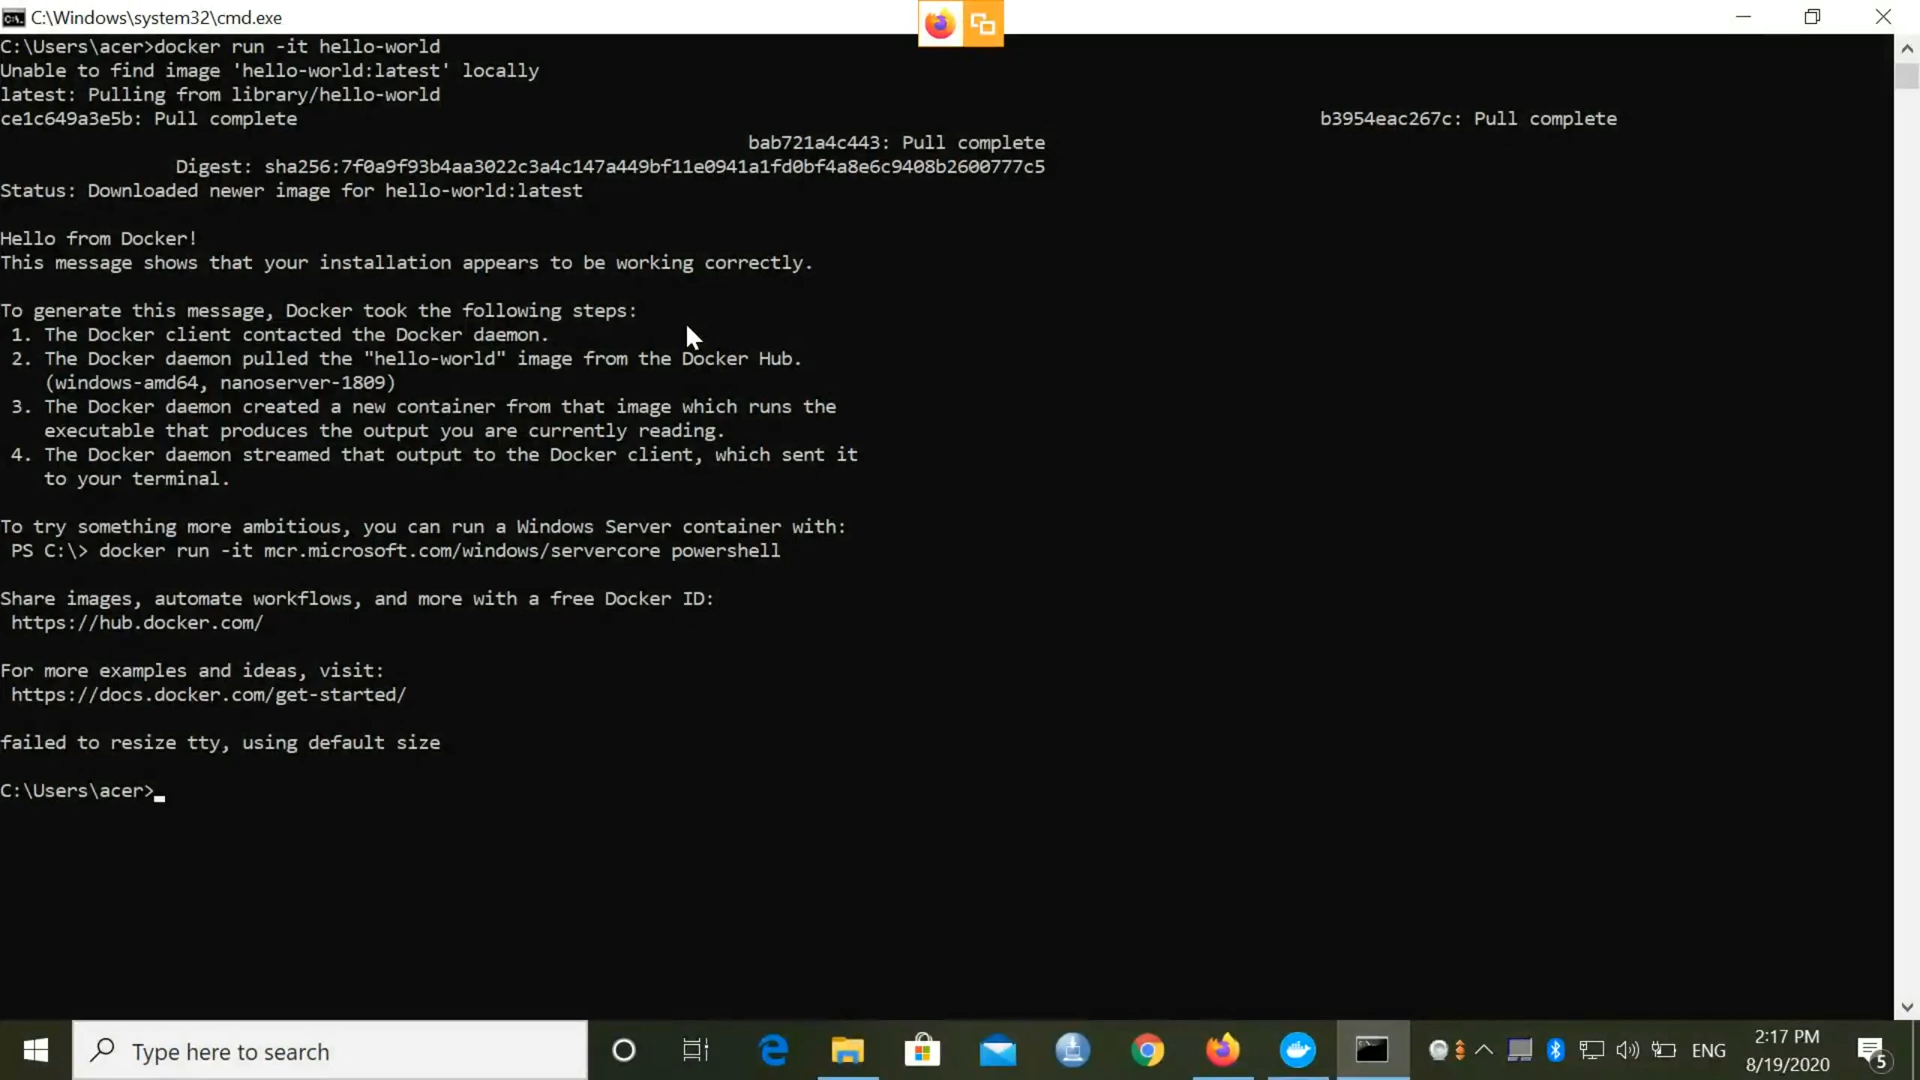 C:\Windows\system32\cmd.exe
C:\Users\acer>docker run -it hello-world
Unable to find image 'hello-world:latest' locally
latest: Pulling from library/hello-world
ce1c649a3e5b: Pull complete b3954eac267c: Pull complete
bab721a4c443: Pull complete
Digest: sha256:7f0a9f93b4aa3022c3a4c147a449bf11e0941a1fd0bf4a8e6c9408b2600777c5
Status: Downloaded newer image for hello-world:latest
Hello from Docker!
This message shows that your installation appears to be working correctly.
To generate this message, Docker took the following steps:
1. The Docker client contacted the Docker daemon.
2. The Docker daemon pulled the "hello-world" image from the Docker Hub.
(windows-amd64, nanoserver-1809)
3. The Docker daemon created a new container from that image which runs the
executable that produces the output you are currently reading.
4. The Docker daemon streamed that output to the Docker client, which sent it
to your terminal.
To try something more ambitious, you can run a Windows Server container with:
PS C:\> docker run -it mcr.microsoft.com/windows/servercore powershell
Share images, automate workflows, and more with a free Docker ID:
https://hub.docker.com/
For more examples and ideas, visit:
https://docs.docker.com/get-started/
failed to resize tty, using default size
C:\Users\acer>
Type here to search
ENG
2:17 PM
8/19/2020
5